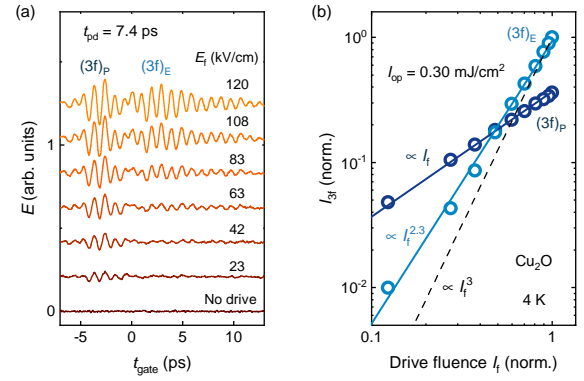 (a)
t_pd = 7.4 ps
E_f (kV/cm)
(3f)_P
(3f)_E
120
108
83
63
42
23
No drive
E (arb. units)
1
0
-5
0
5
10
t_gate (ps)
(b)
(3f)_E
I_op = 0.30 mJ/cm²
(3f)_P
∝ I_f
∝ I_f^2.3
∝ I_f^3
Cu₂O
4 K
I_3f (norm.)
10⁰
10⁻¹
10⁻²
0.1
1
Drive fluence I_f (norm.)